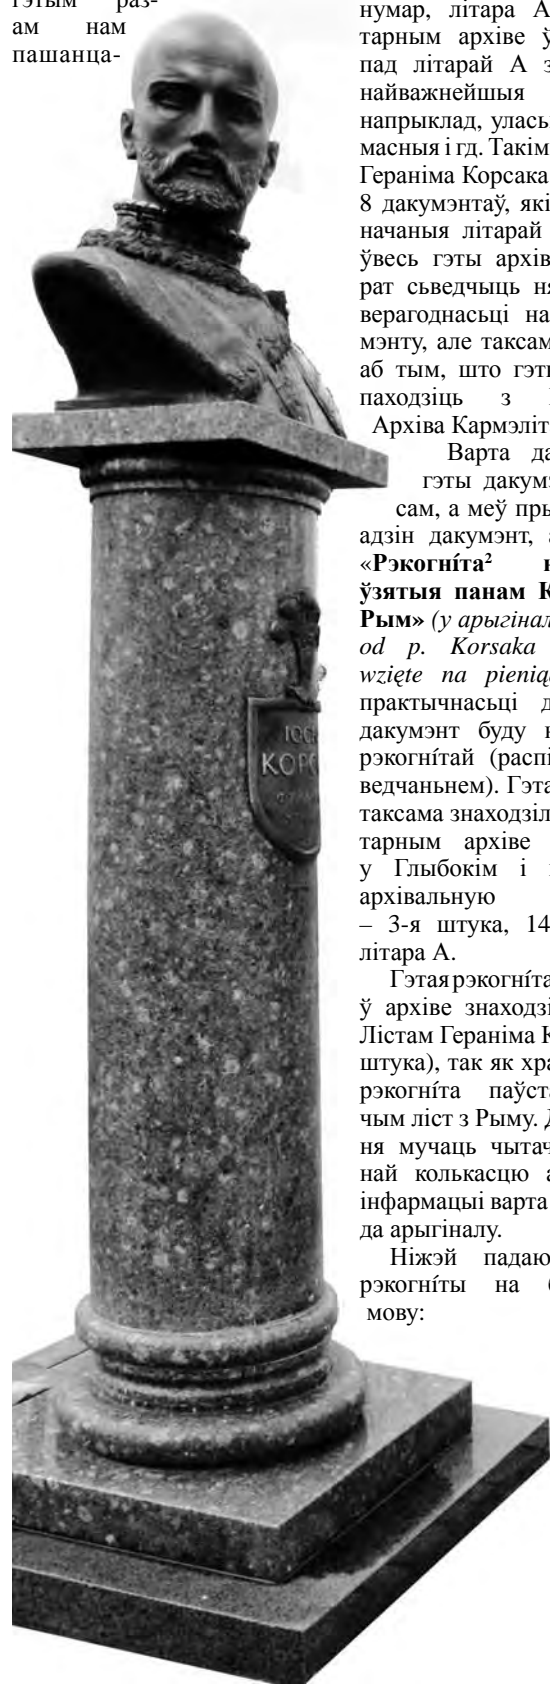 гэтым раз-
ам нам
пашанца-
нумар, літара А
тарным архіве ў
пад літарай А з
найважнейшыя
напрыклад, уласы
масныя і гд. Такім
Гераніма Корсака
8 дакумэнтаў, які
начаныя літарай
ўвесь гэты архів
рат сьведчыць ня
верагоднасьці на
мэнту, але таксам
аб тым, што гэты
паходзіць з
Архіва Кармэліт
Варта да
гэты дакумэ
сам, а меў пры
адзін дакумэнт, а
«Рэкогніта² н
ўзятыя панам К
Рым» (у арыгінал
od p. Korsaka
wzięte na pienią
практычнасьці д
дакумэнт буду н
рэкогнітай (распі
ведчаньнем). Гэта
таксама знаходзіл
тарным архіве
у Глыбокім і
архівальную
– 3-я штука, 14
літара А.
Гэтая рэкогніта
ў архіве знаходзі
Лістам Гераніма К
штука), так як хра
рэкогніта паўста
чым ліст з Рыму. Д
ня мучаць чытач
най колькасцю а
інфармацыі варта
да арыгіналу.
Ніжэй падаю
рэкогніты на б
мову:
КОРС